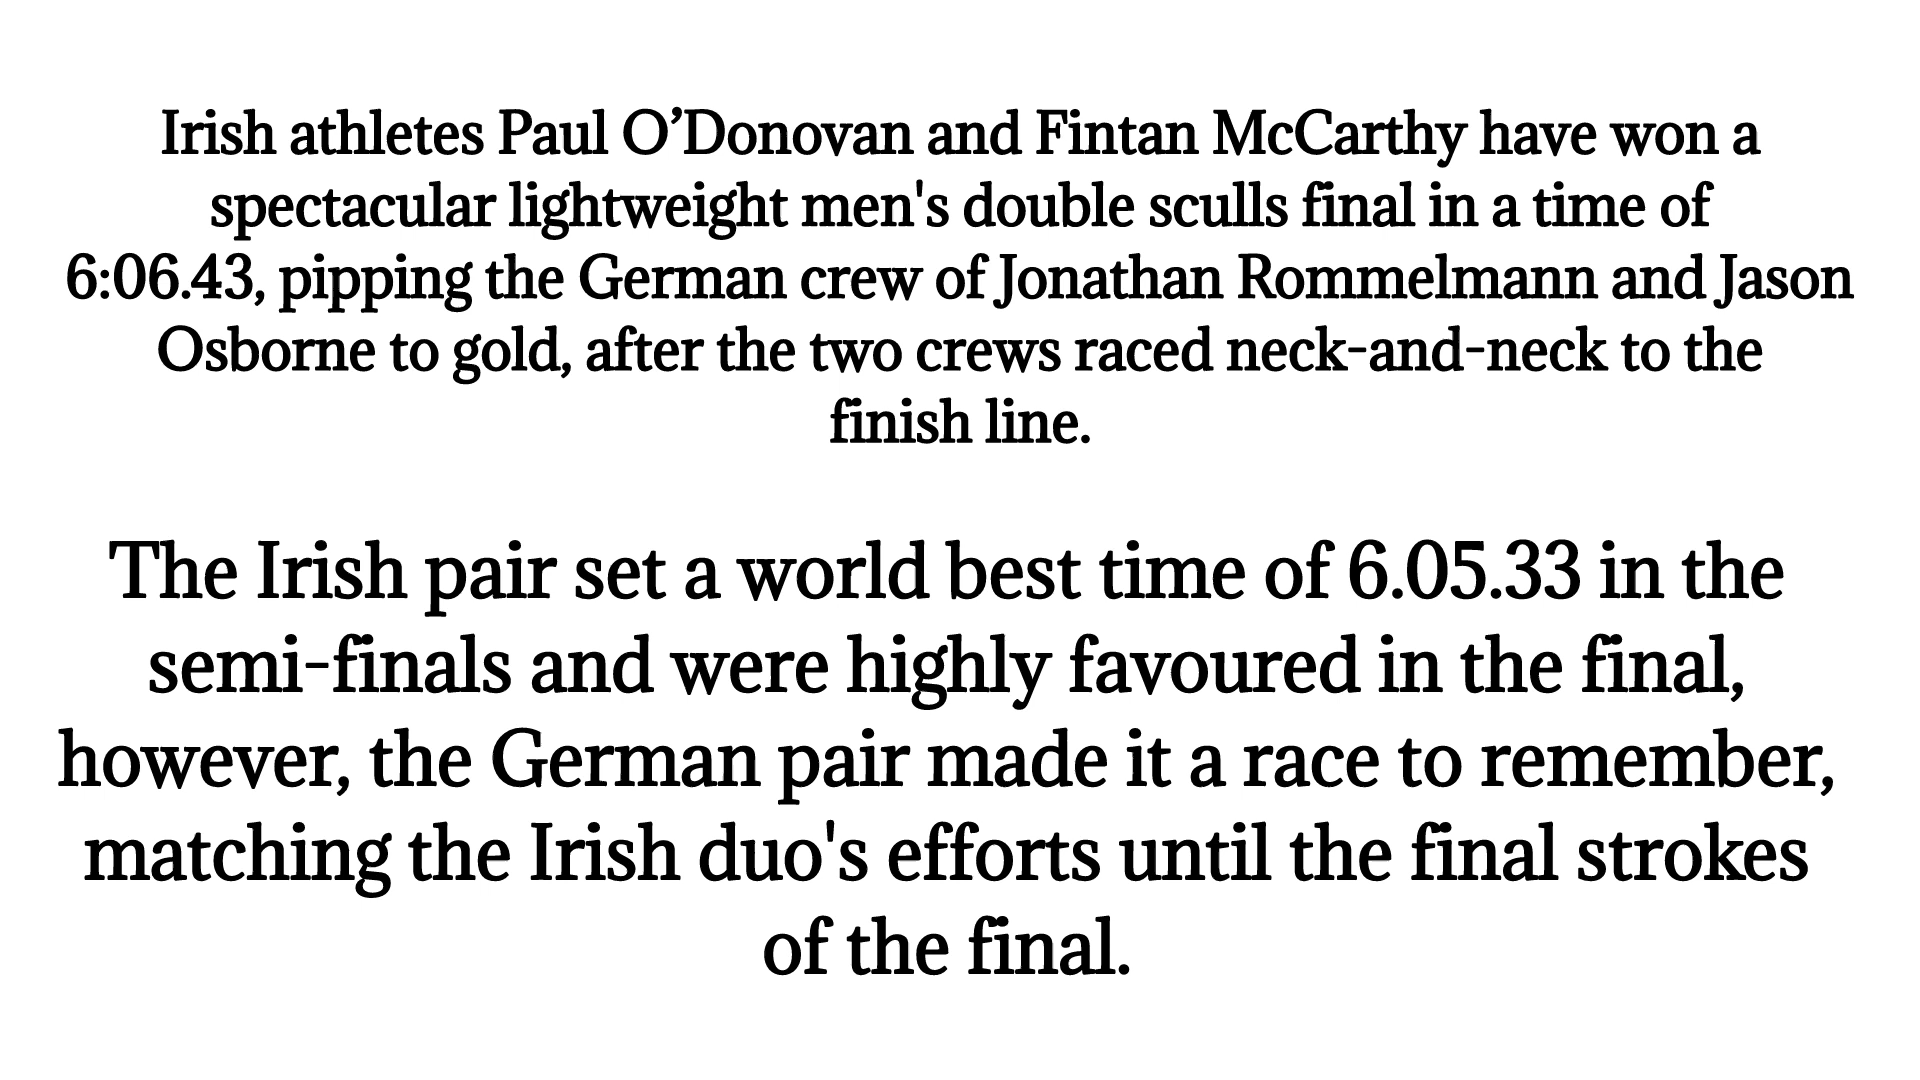 Irish athletes Paul O’Donovan and Fintan McCarthy have won a
spectacular lightweight men's double sculls final in a time of
6:06.43, pipping the German crew of Jonathan Rommelmann and Jason
Osborne to gold, after the two crews raced neck-and-neck to the
finish line.
The Irish pair set a world best time of 6.05.33 in the
semi-finals and were highly favoured in the final,
however, the German pair made it a race to remember,
matching the Irish duo's efforts until the final strokes
of the final.